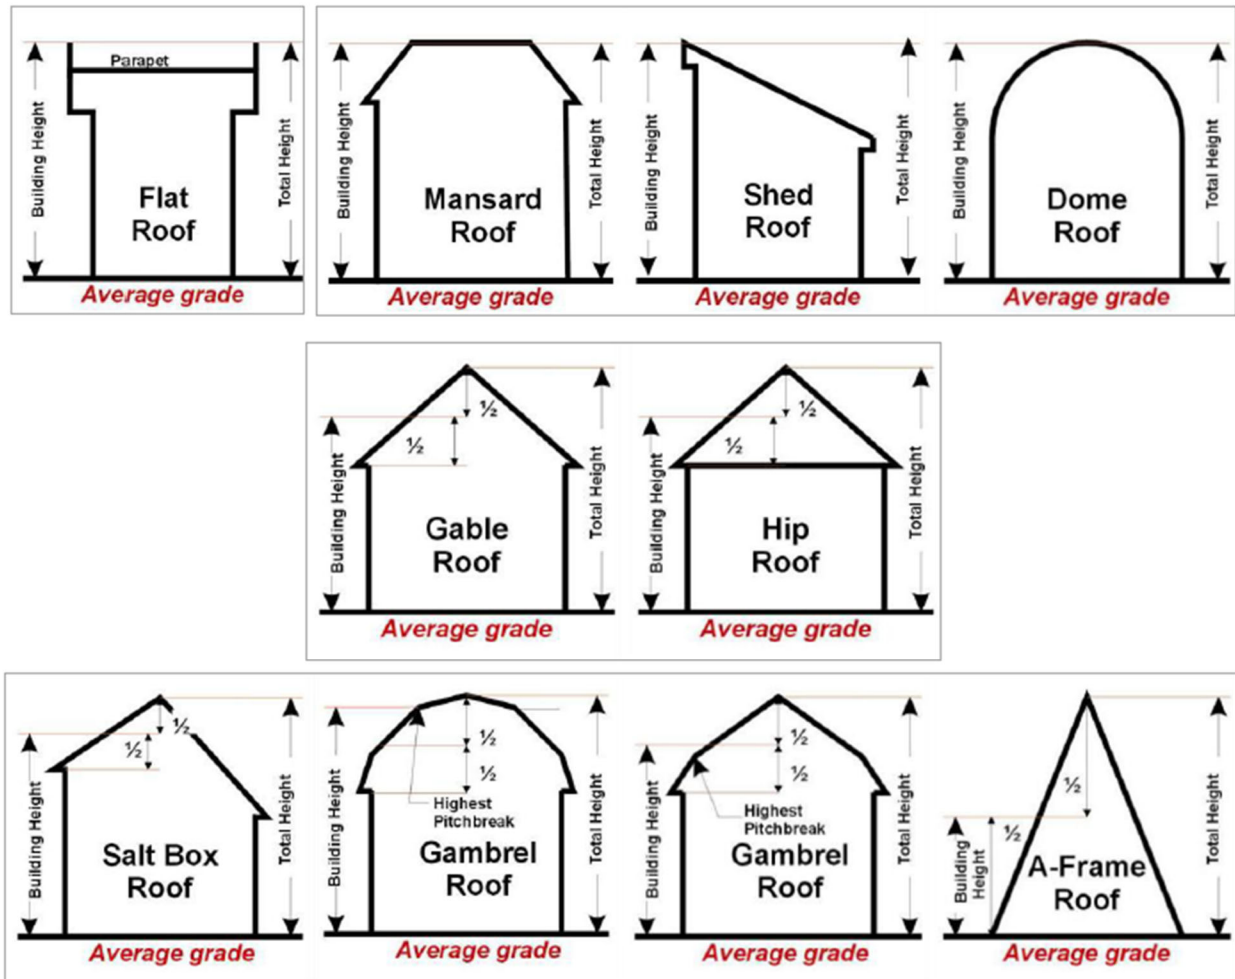 Parapet
Building Height
Total Height
Flat
Roof
Average grade
Building Height
Total Height
Mansard
Roof
Average grade
Building Height
Total Height
Shed
Roof
Average grade
Building Height
Total Height
Dome
Roof
Average grade
½
½
Building Height
Total Height
Gable
Roof
Average grade
½
½
Building Height
Total Height
Hip
Roof
Average grade
½
½
Building Height
Total Height
Salt Box
Roof
Average grade
½
½
Highest
Pitchbreak
Building Height
Total Height
Gambrel
Roof
Average grade
½
½
Highest
Pitchbreak
Building Height
Total Height
Gambrel
Roof
Average grade
½
½
Building
Height
Total Height
A-Frame
Roof
Average grade